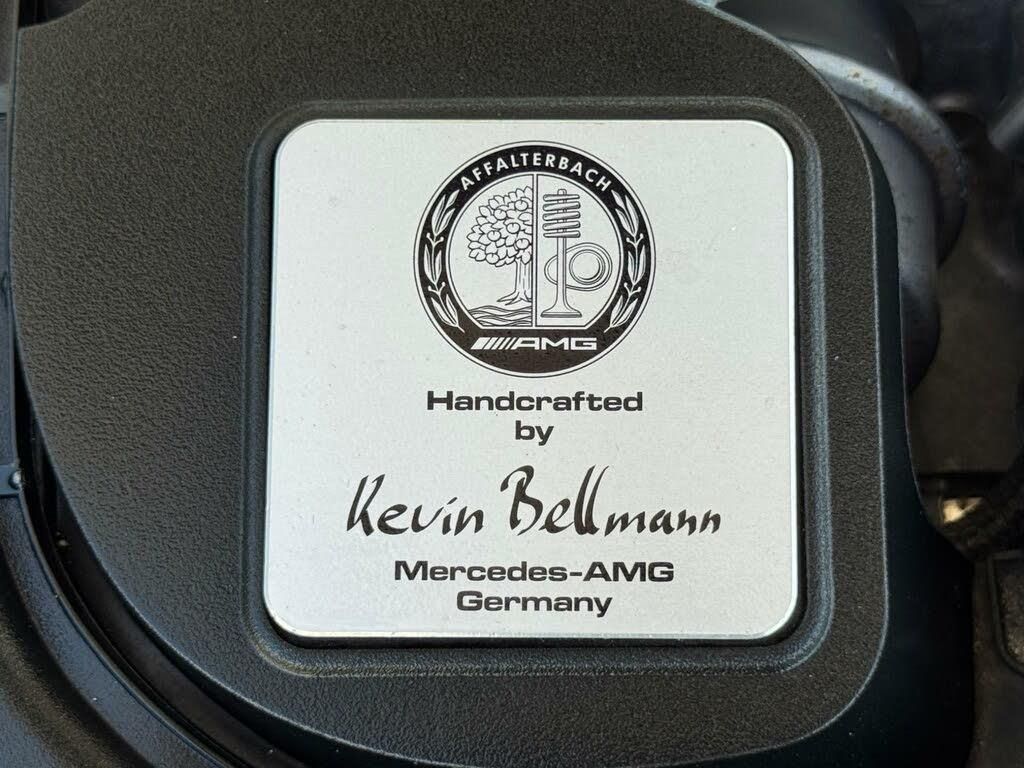 AFFALTERBACH
AMG
Handcrafted
by
Kevin Bellmann
Mercedes-AMG
Germany